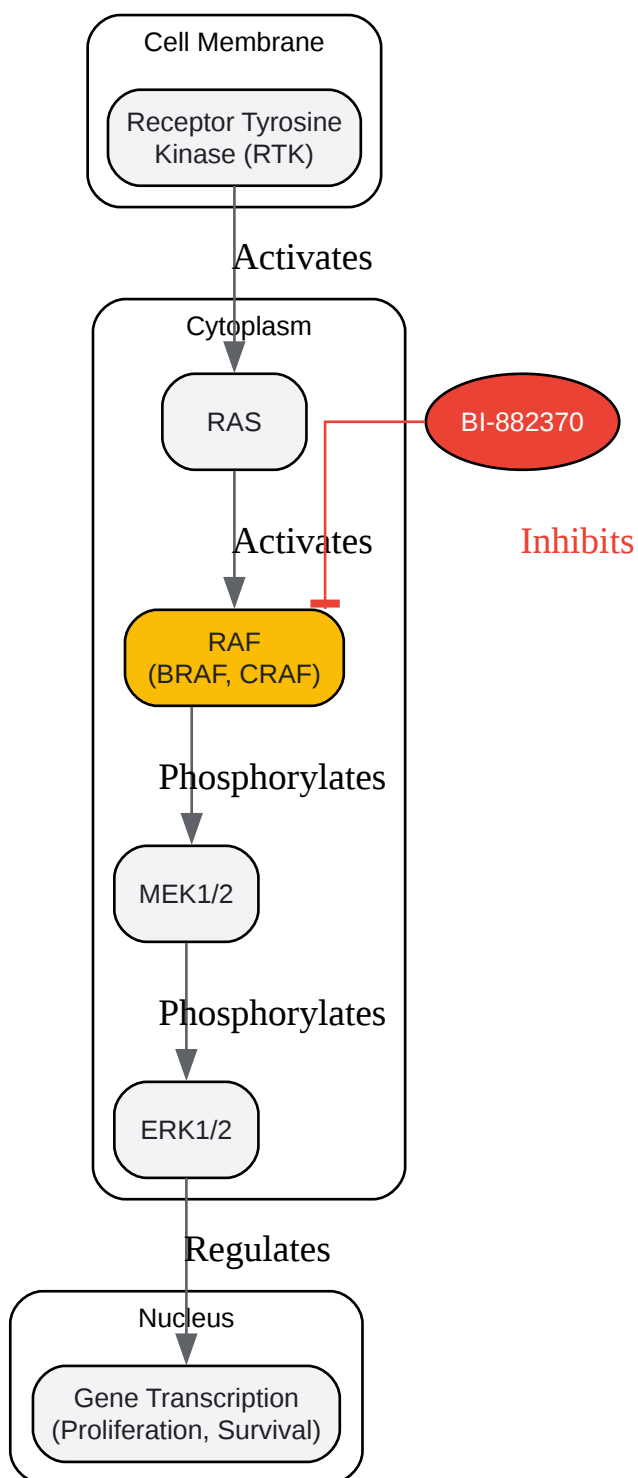 Cell Membrane
Receptor Tyrosine
Kinase (RTK)
Activates
Cytoplasm
RAS
BI-882370
Activates
Inhibits
RAF
(BRAF, CRAF)
Phosphorylates
MEK1/2
Phosphorylates
ERK1/2
Regulates
Nucleus
Gene Transcription
(Proliferation, Survival)